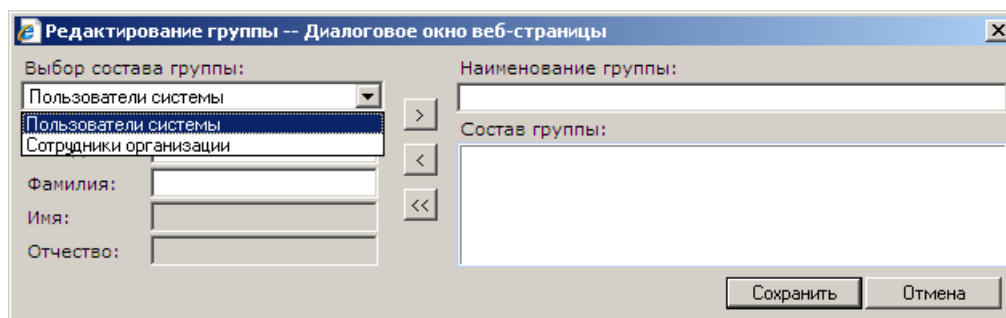 Редактирование группы -- Диалоговое окно веб-страницы
Выбор состава группы:
Пользователи системы
Пользователи системы
Сотрудники организации
Фамилия:
Имя:
Отчество:
>
<
<<
Наименование группы:
Состав группы:
Сохранить
Отмена